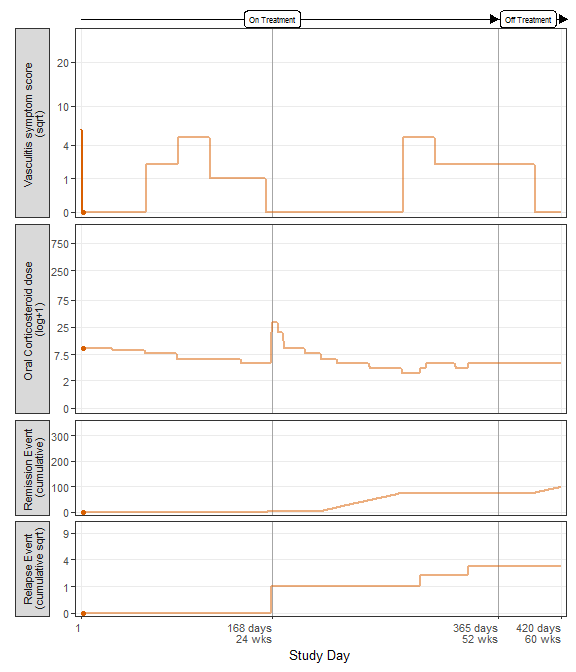 On Treatment
Off Treatment
Vasculitis symptom score
(sqrt)
20
10
4
1
0
Oral Corticosteroid dose
(log+1)
750
250
75
25
7.5
2
0
Remission Event
(cumulative)
300
200
100
0
Relapse Event
(cumulative sqrt)
9
4
1
0
1
168 days
24 wks
365 days
52 wks
420 days
60 wks
Study Day